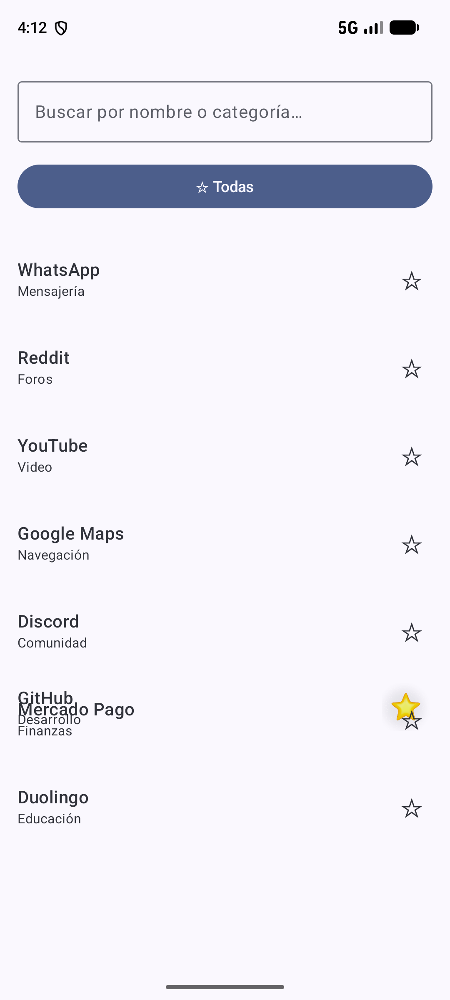 4:12
5G
Buscar por nombre o categoría…
☆ Todas
WhatsApp
Mensajería
☆
Reddit
Foros
☆
YouTube
Video
☆
Google Maps
Navegación
☆
Discord
Comunidad
☆
GitHub
Mercado Pago
Desarrollo
Finanzas
⭐
☆
Duolingo
Educación
☆